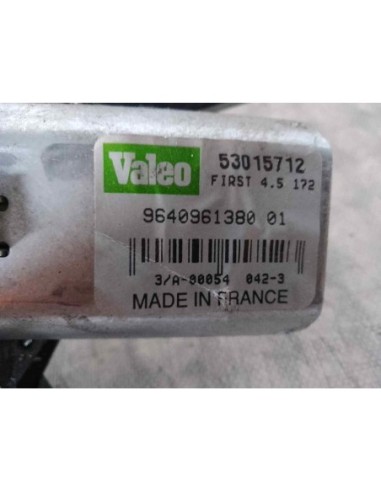 Valeo 53015712
FIRST 4.5 172
9640961380 01
3/A-00054 042-3
MADE IN FRANCE